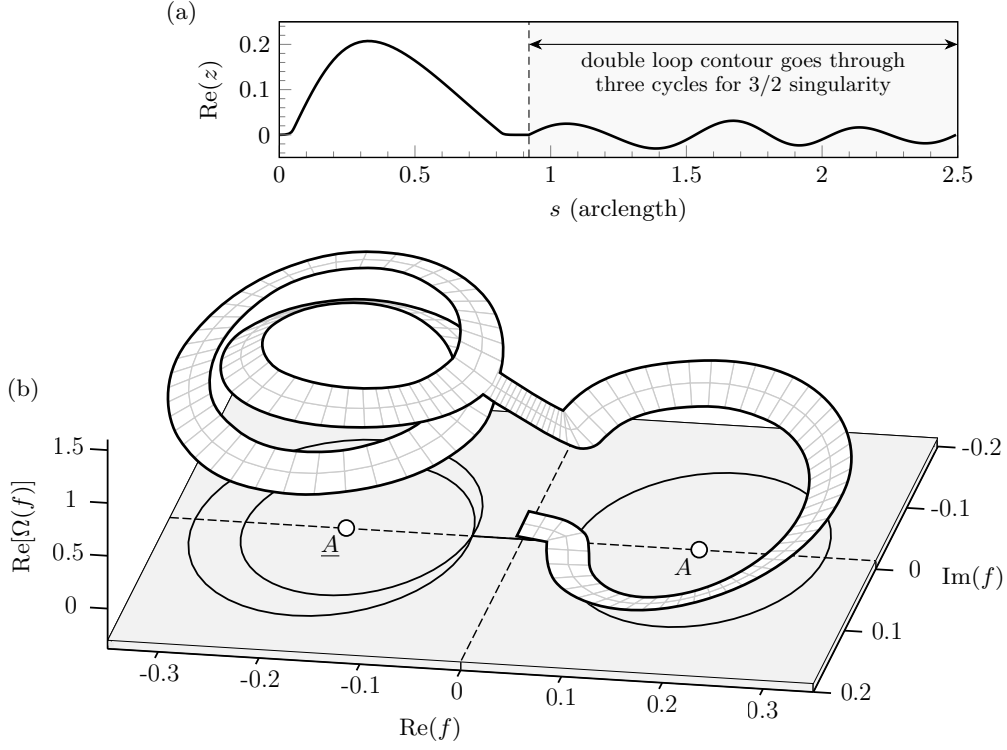 (a)
Re(z)
0.2
0.1
0
double loop contour goes through
three cycles for 3/2 singularity
0 0.5 1 1.5 2 2.5
s (arclength)
(b)
Re[Ω(f)]
1.5
1
0.5
0
A
A
-0.3 -0.2 -0.1 0 0.1 0.2 0.3
Re(f)
-0.2
-0.1
0
0.1
0.2
Im(f)